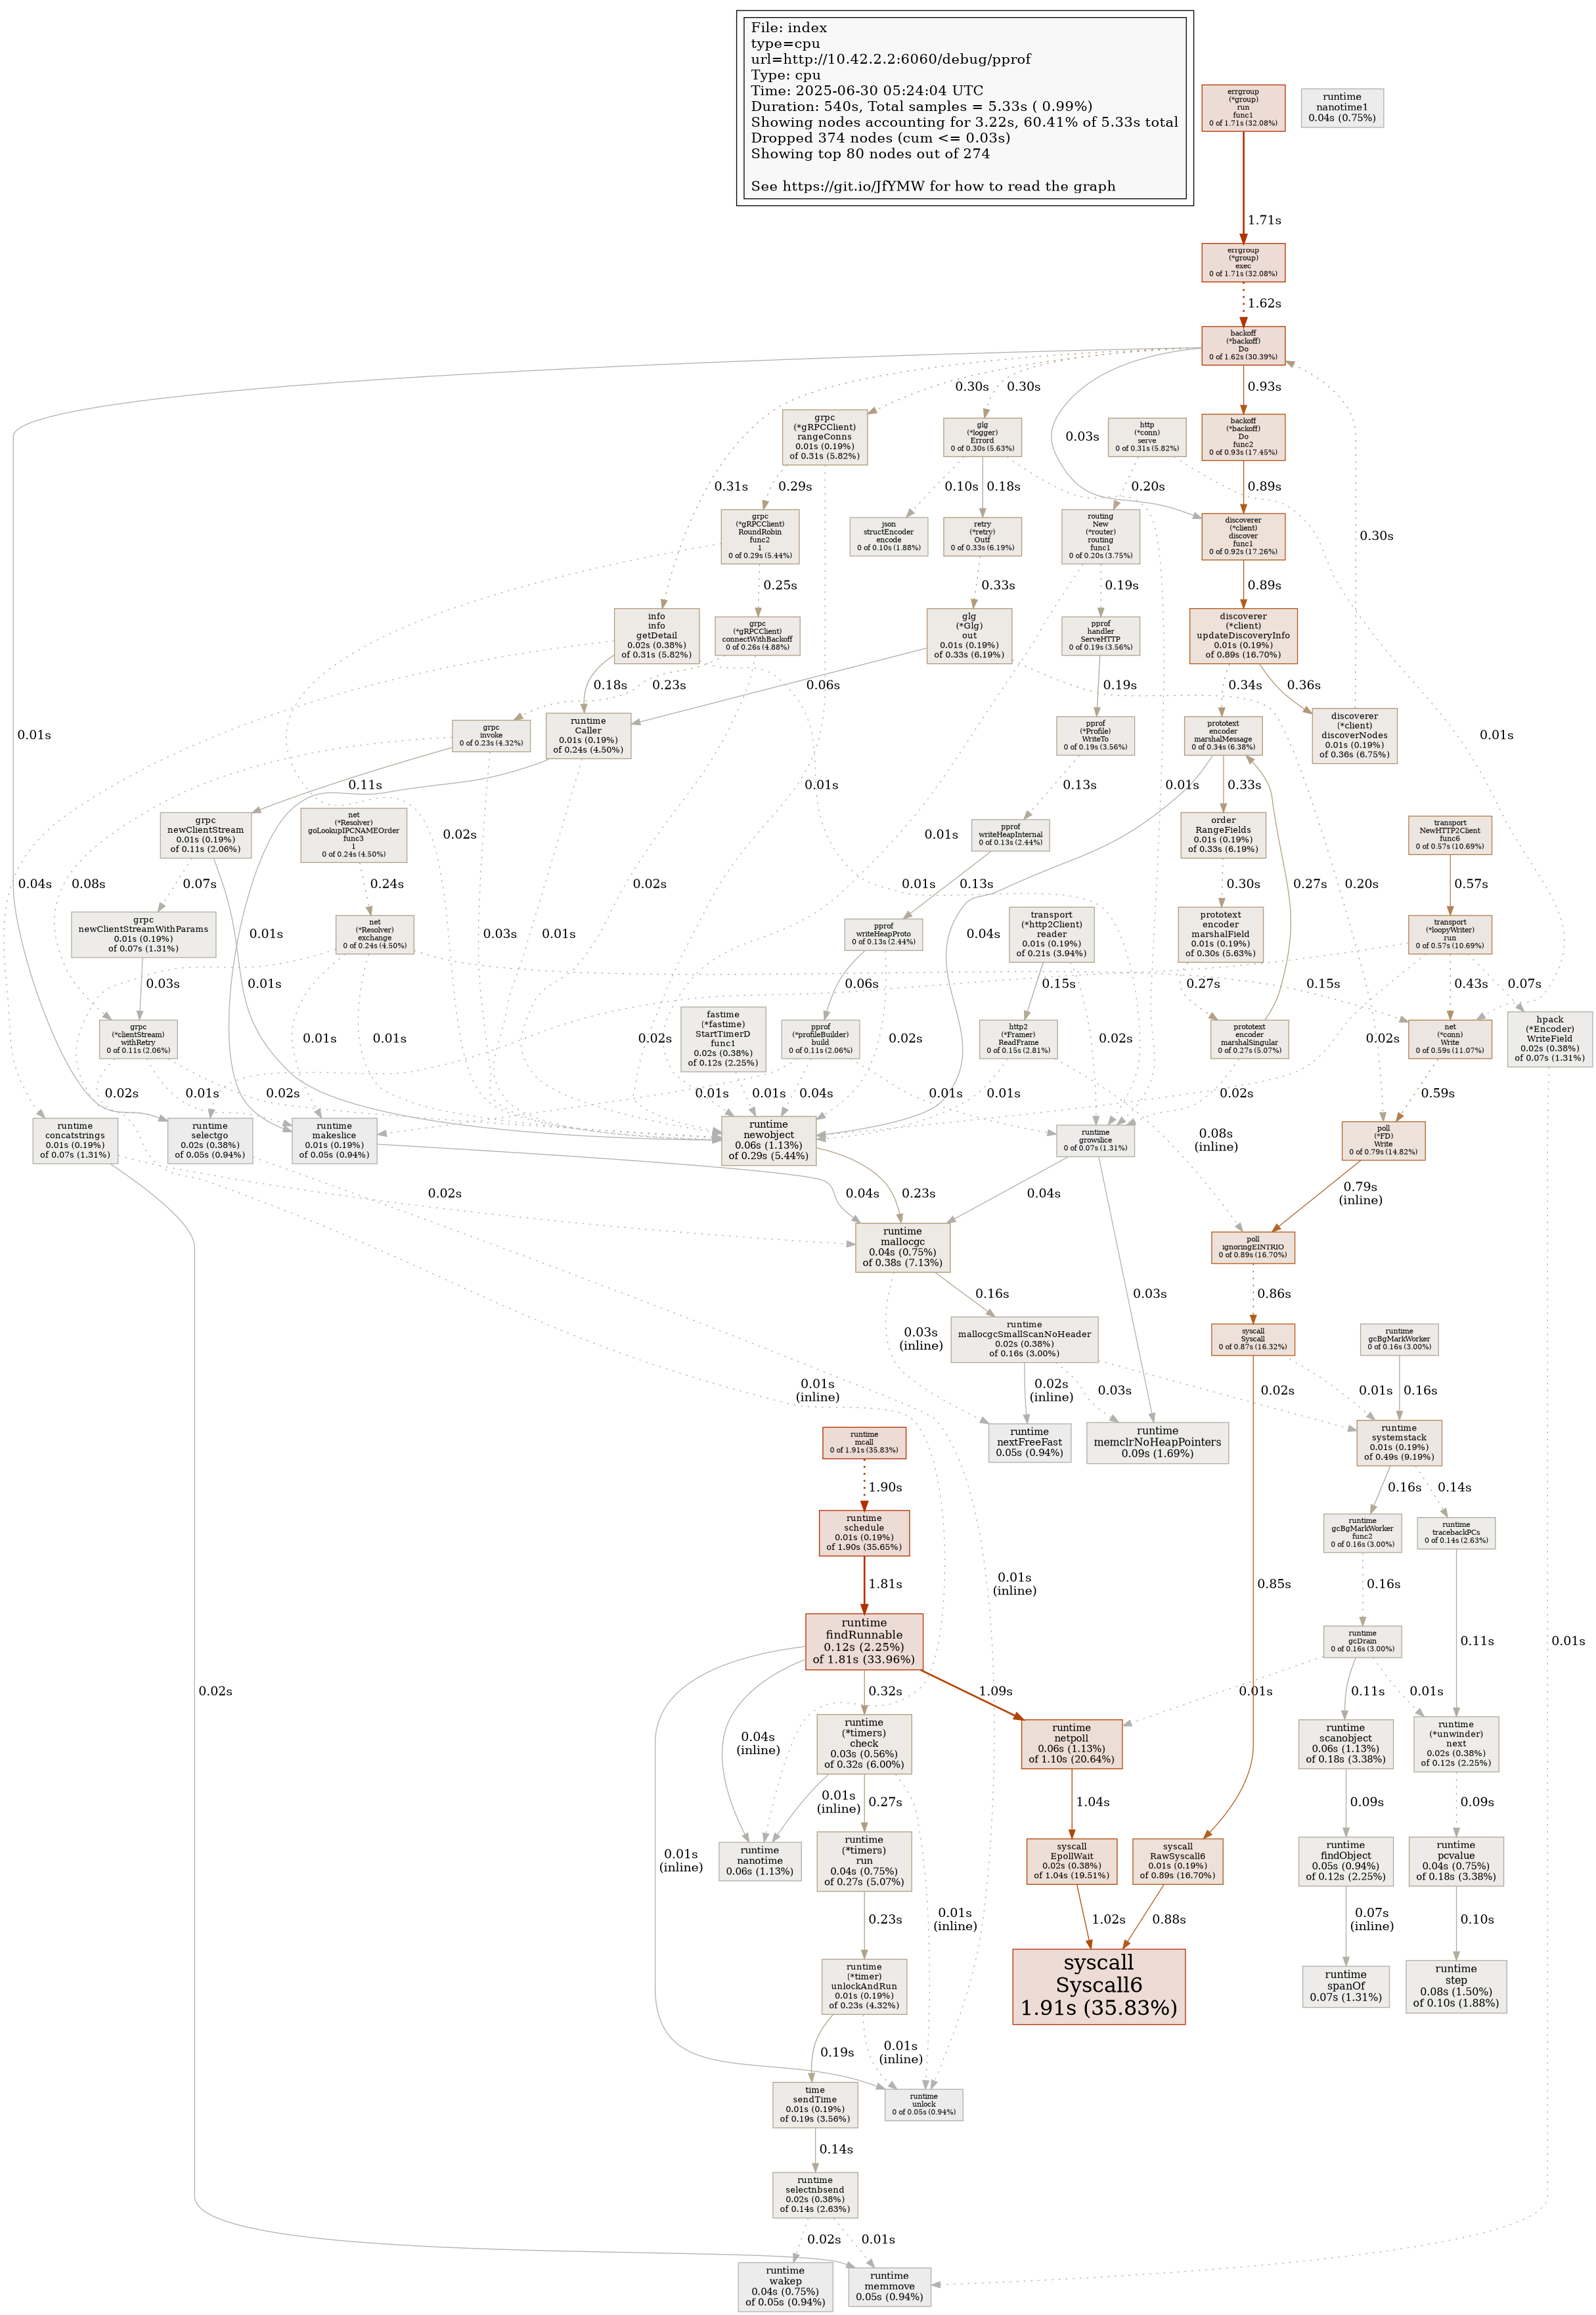 File: index
type=cpu
url=http://10.42.2.2:6060/debug/pprof
Type: cpu
Time: 2025-06-30 05:24:04 UTC
Duration: 540s, Total samples = 5.33s ( 0.99%)
Showing nodes accounting for 3.22s, 60.41% of 5.33s total
Dropped 374 nodes (cum <= 0.03s)
Showing top 80 nodes out of 274
See https://git.io/JfYMW for how to read the graph
errgroup
(*group)
run
func1
0 of 1.71s (32.08%)
runtime
nanotime1
0.04s (0.75%)
1.71s
errgroup
(*group)
exec
0 of 1.71s (32.08%)
1.62s
backoff
(*backoff)
Do
0 of 1.62s (30.39%)
0.30s
0.30s
0.93s
grpc
(*gRPCClient)
rangeConns
0.01s (0.19%)
of 0.31s (5.82%)
glg
(*logger)
Errord
0 of 0.30s (5.63%)
0.03s
http
(*conn)
serve
0 of 0.31s (5.82%)
backoff
(*backoff)
Do
func2
0 of 0.93s (17.45%)
0.31s
0.29s
0.10s
0.18s
0.20s
0.89s
grpc
(*gRPCClient)
RoundRobin
func2
1
0 of 0.29s (5.44%)
json
structEncoder
encode
0 of 0.10s (1.88%)
retry
(*retry)
Outf
0 of 0.33s (6.19%)
routing
New
(*router)
routing
func1
0 of 0.20s (3.75%)
discoverer
(*client)
discover
func1
0 of 0.92s (17.26%)
0.30s
0.25s
0.33s
0.19s
0.89s
info
info
getDetail
0.02s (0.38%)
of 0.31s (5.82%)
grpc
(*gRPCClient)
connectWithBackoff
0 of 0.26s (4.88%)
glg
(*Glg)
out
0.01s (0.19%)
of 0.33s (6.19%)
pprof
handler
ServeHTTP
0 of 0.19s (3.56%)
discoverer
(*client)
updateDiscoveryInfo
0.01s (0.19%)
of 0.89s (16.70%)
0.18s
0.23s
0.06s
0.19s
0.34s
0.36s
0.01s
grpc
invoke
0 of 0.23s (4.32%)
runtime
Caller
0.01s (0.19%)
of 0.24s (4.50%)
pprof
(*Profile)
WriteTo
0 of 0.19s (3.56%)
prototext
encoder
marshalMessage
0 of 0.34s (6.38%)
discoverer
(*client)
discoverNodes
0.01s (0.19%)
of 0.36s (6.75%)
0.01s
0.11s
0.01s
0.13s
0.01s
0.33s
grpc
newClientStream
0.01s (0.19%)
of 0.11s (2.06%)
net
(*Resolver)
goLookupIPCNAMEOrder
func3
1
0 of 0.24s (4.50%)
0.02s
0.01s
pprof
writeHeapInternal
0 of 0.13s (2.44%)
order
RangeFields
0.01s (0.19%)
of 0.33s (6.19%)
transport
NewHTTP2Client
func6
0 of 0.57s (10.69%)
0.04s
0.08s
0.07s
0.24s
0.02s
0.01s
0.13s
0.30s
0.27s
0.20s
0.57s
grpc
newClientStreamWithParams
0.01s (0.19%)
of 0.07s (1.31%)
net
(*Resolver)
exchange
0 of 0.24s (4.50%)
0.01s
0.03s
0.01s
pprof
writeHeapProto
0 of 0.13s (2.44%)
transport
(*http2Client)
reader
0.01s (0.19%)
of 0.21s (3.94%)
0.04s
prototext
encoder
marshalField
0.01s (0.19%)
of 0.30s (5.63%)
transport
(*loopyWriter)
run
0 of 0.57s (10.69%)
0.03s
0.01s
0.06s
0.15s
0.27s
0.15s
0.43s
0.07s
grpc
(*clientStream)
withRetry
0 of 0.11s (2.06%)
0.01s
0.01s
fastime
(*fastime)
StartTimerD
func1
0.02s (0.38%)
of 0.12s (2.25%)
0.02s
pprof
(*profileBuilder)
build
0 of 0.11s (2.06%)
0.02s
http2
(*Framer)
ReadFrame
0 of 0.15s (2.81%)
0.02s
prototext
encoder
marshalSingular
0 of 0.27s (5.07%)
0.02s
net
(*conn)
Write
0 of 0.59s (11.07%)
hpack
(*Encoder)
WriteField
0.02s (0.38%)
of 0.07s (1.31%)
0.02s
0.01s
0.02s
0.01s
0.01s
0.04s
0.01s
0.01s
0.02s
0.59s
runtime
concatstrings
0.01s (0.19%)
of 0.07s (1.31%)
runtime
selectgo
0.02s (0.38%)
of 0.05s (0.94%)
runtime
makeslice
0.01s (0.19%)
of 0.05s (0.94%)
runtime
newobject
0.06s (1.13%)
of 0.29s (5.44%)
runtime
growslice
0 of 0.07s (1.31%)
0.08s
(inline)
poll
(*FD)
Write
0 of 0.79s (14.82%)
0.02s
0.04s
0.23s
0.04s
0.79s
(inline)
runtime
mallocgc
0.04s (0.75%)
of 0.38s (7.13%)
poll
ignoringEINTRIO
0 of 0.89s (16.70%)
0.16s
0.03s
0.86s
0.03s
(inline)
runtime
mallocgcSmallScanNoHeader
0.02s (0.38%)
of 0.16s (3.00%)
syscall
Syscall
0 of 0.87s (16.32%)
runtime
gcBgMarkWorker
0 of 0.16s (3.00%)
0.01s
(inline)
0.02s
(inline)
0.03s
0.02s
0.01s
0.16s
runtime
mcall
0 of 1.91s (35.83%)
runtime
nextFreeFast
0.05s (0.94%)
runtime
memclrNoHeapPointers
0.09s (1.69%)
runtime
systemstack
0.01s (0.19%)
of 0.49s (9.19%)
1.90s
0.16s
0.14s
runtime
schedule
0.01s (0.19%)
of 1.90s (35.65%)
runtime
gcBgMarkWorker
func2
0 of 0.16s (3.00%)
runtime
tracebackPCs
0 of 0.14s (2.63%)
1.81s
0.01s
(inline)
0.85s
0.16s
runtime
findRunnable
0.12s (2.25%)
of 1.81s (33.96%)
runtime
gcDrain
0 of 0.16s (3.00%)
0.11s
0.01s
0.02s
0.32s
1.09s
0.01s
0.11s
0.01s
0.04s
(inline)
runtime
(*timers)
check
0.03s (0.56%)
of 0.32s (6.00%)
runtime
netpoll
0.06s (1.13%)
of 1.10s (20.64%)
runtime
scanobject
0.06s (1.13%)
of 0.18s (3.38%)
runtime
(*unwinder)
next
0.02s (0.38%)
of 0.12s (2.25%)
0.01s
(inline)
0.27s
1.04s
0.09s
0.09s
0.01s
(inline)
runtime
nanotime
0.06s (1.13%)
runtime
(*timers)
run
0.04s (0.75%)
of 0.27s (5.07%)
syscall
EpollWait
0.02s (0.38%)
of 1.04s (19.51%)
syscall
RawSyscall6
0.01s (0.19%)
of 0.89s (16.70%)
runtime
findObject
0.05s (0.94%)
of 0.12s (2.25%)
runtime
pcvalue
0.04s (0.75%)
of 0.18s (3.38%)
0.23s
0.01s
(inline)
1.02s
0.88s
0.07s
(inline)
0.10s
runtime
(*timer)
unlockAndRun
0.01s (0.19%)
of 0.23s (4.32%)
syscall
Syscall6
1.91s (35.83%)
runtime
spanOf
0.07s (1.31%)
runtime
step
0.08s (1.50%)
of 0.10s (1.88%)
0.19s
0.01s
(inline)
time
sendTime
0.01s (0.19%)
of 0.19s (3.56%)
runtime
unlock
0 of 0.05s (0.94%)
0.14s
runtime
selectnbsend
0.02s (0.38%)
of 0.14s (2.63%)
0.02s
0.01s
runtime
wakep
0.04s (0.75%)
of 0.05s (0.94%)
runtime
memmove
0.05s (0.94%)